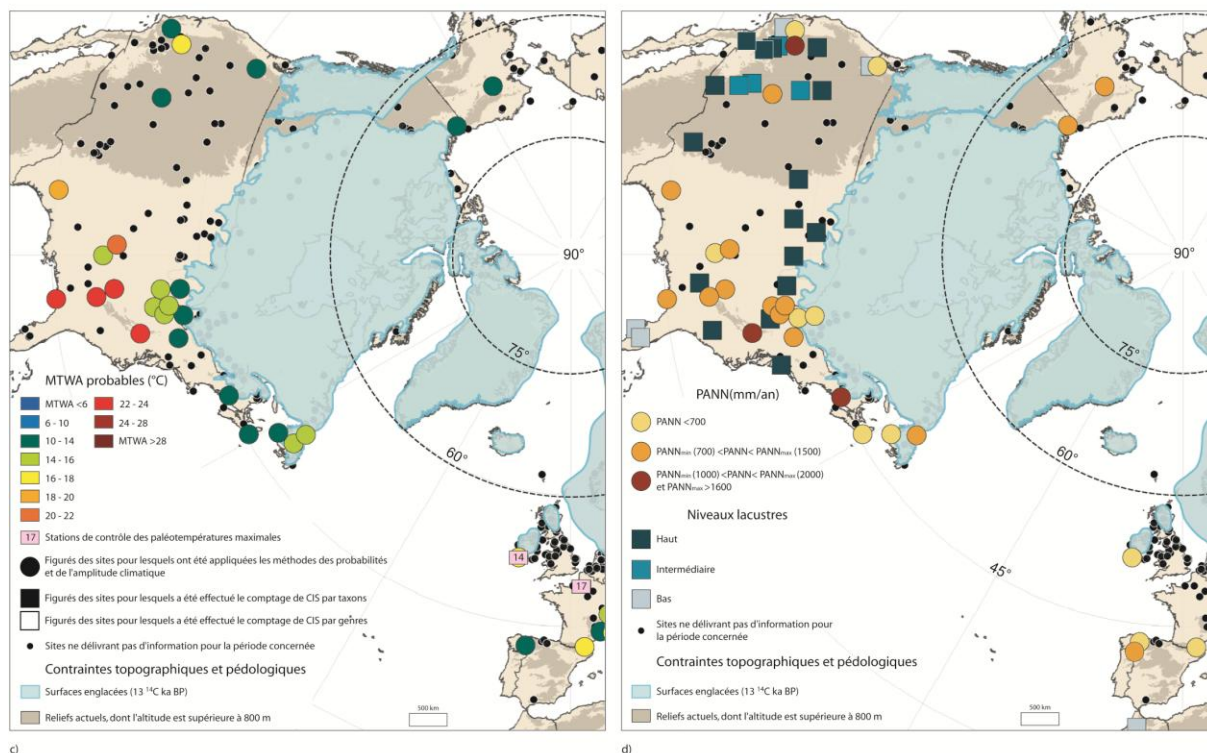 90°
75°
60°
MTWA probables (°C)
MTWA <6
6 - 10
10 - 14
14 - 16
16 - 18
18 - 20
20 - 22
22 - 24
24 - 28
MTWA >28
17 Stations de contrôle des paléotempératures maximales
Figurés des sites pour lesquels ont été appliquées les méthodes des probabilités
et de l'amplitude climatique
Figurés des sites pour lesquels a été effectué le comptage de CIS par taxons
Figurés des sites pour lesquels a été effectué le comptage de CIS par genres
Sites ne délivrant pas d'information pour la période concernée
Contraintes topographiques et pédologiques
Surfaces englacées (13 ¹⁴C ka BP)
Reliefs actuels, dont l'altitude est supérieure à 800 m
14
17
500 km
c)
90°
75°
60°
45°
PANN(mm/an)
PANN <700
PANNmin (700) <PANN< PANNmax (1500)
PANNmin (1000) <PANN< PANNmax (2000)
et PANNmax >1600
Niveaux lacustres
Haut
Intermédiaire
Bas
Sites ne délivrant pas d'information pour
la période concernée
Contraintes topographiques et pédologiques
Surfaces englacées (13 ¹⁴C ka BP)
Reliefs actuels, dont l'altitude est supérieure à 800 m
500 km
d)